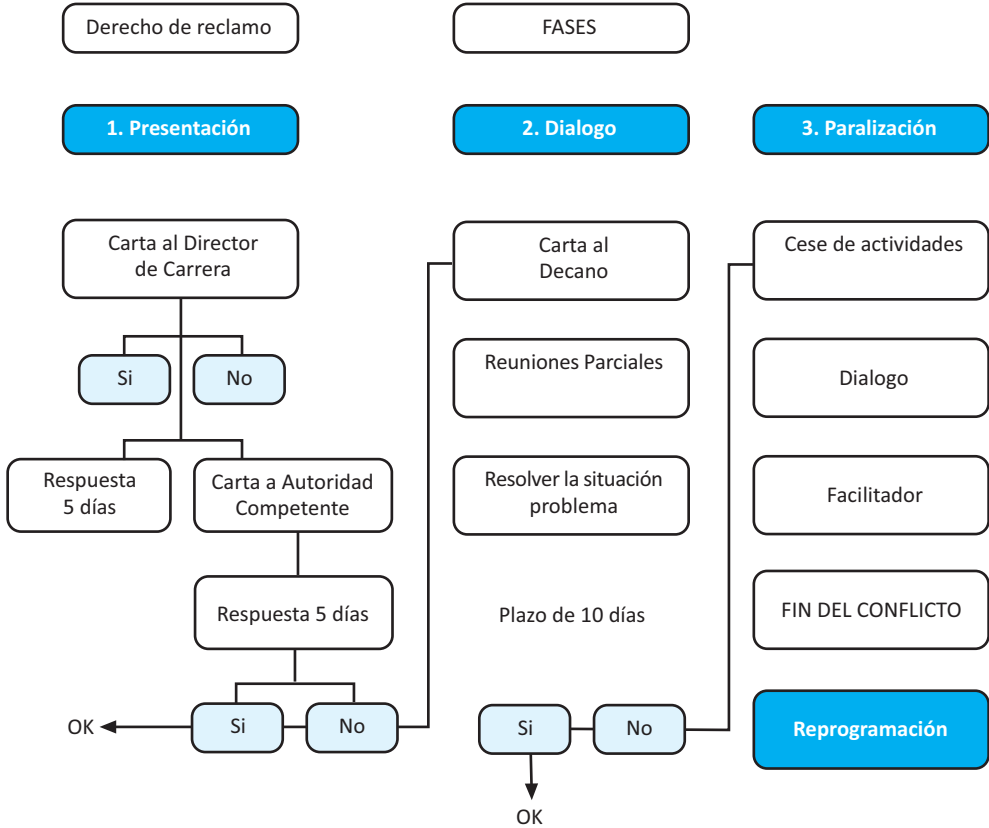 Derecho de reclamo
FASES
1. Presentación
2. Dialogo
3. Paralización
Carta al Director
de Carrera
Si
No
Respuesta
5 días
Carta a Autoridad
Competente
Respuesta 5 días
OK
Si
No
Carta al
Decano
Reuniones Parciales
Resolver la situación
problema
Plazo de 10 días
Si
No
OK
Cese de actividades
Dialogo
Facilitador
FIN DEL CONFLICTO
Reprogramación